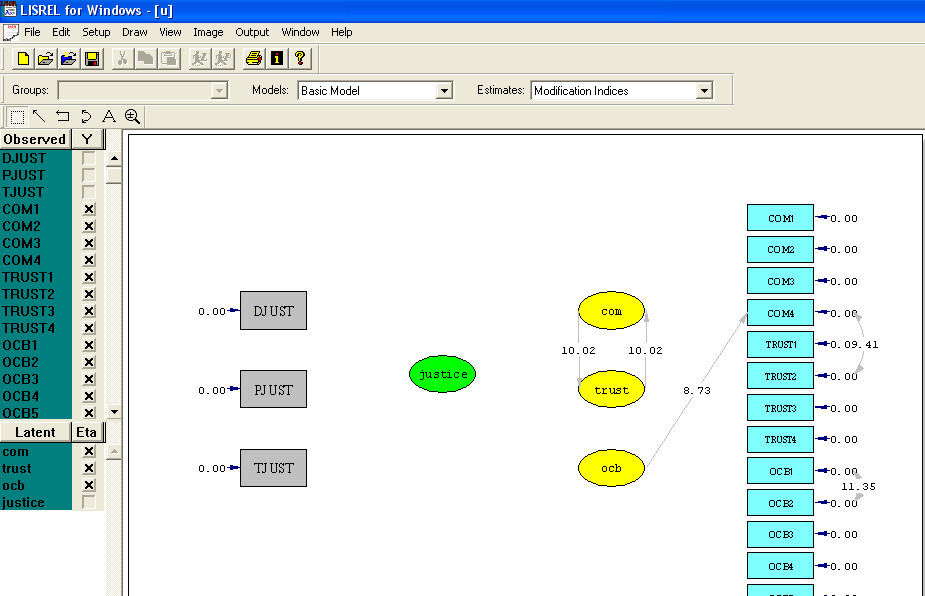 LISREL for Windows - [u]
File Edit Setup Draw View Image Output Window Help
Groups: Models: Basic Model Estimates: Modification Indices
A
Observed Y
DJUST
PJUST
TJUST
COM1
COM2
COM3
COM4
TRUST1
TRUST2
TRUST3
TRUST4
OCB1
OCB2
OCB3
OCB4
OCB5
Latent Eta
com
trust
ocb
justice
0.00 DJUST
0.00 PJUST
0.00 TJUST
justice
com
10.02 10.02
trust
ocb
8.73
COM1 0.00
COM2 0.00
COM3 0.00
COM4 0.00
TRUST1 0.09.41
TRUST2 0.00
TRUST3 0.00
TRUST4 0.00
OCB1 0.00
11.35
OCB2 0.00
OCB3 0.00
OCB4 0.00